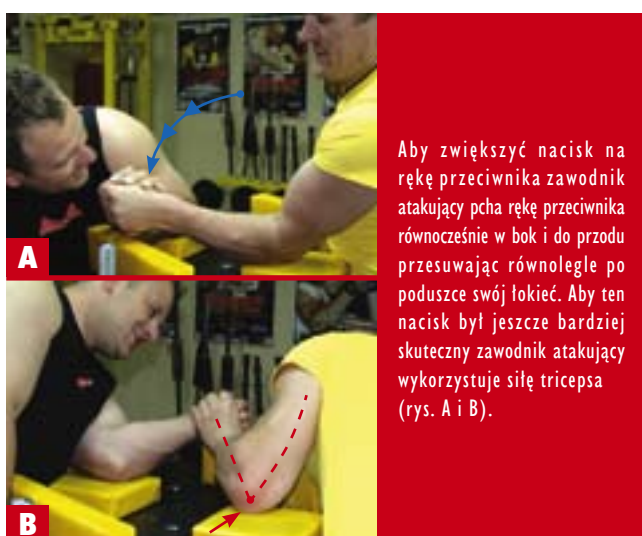 A
B
Aby zwiększyć nacisk na
rękę przeciwnika zawodnik
atakujący pcha rękę przeciwnika
równocześnie w bok i do przodu
przesuwając równolegle po
poduszce swój łokieć. Aby ten
nacisk był jeszcze bardziej
skuteczny zawodnik atakujący
wykorzystuje siłę tricepsa
(rys. A i B).